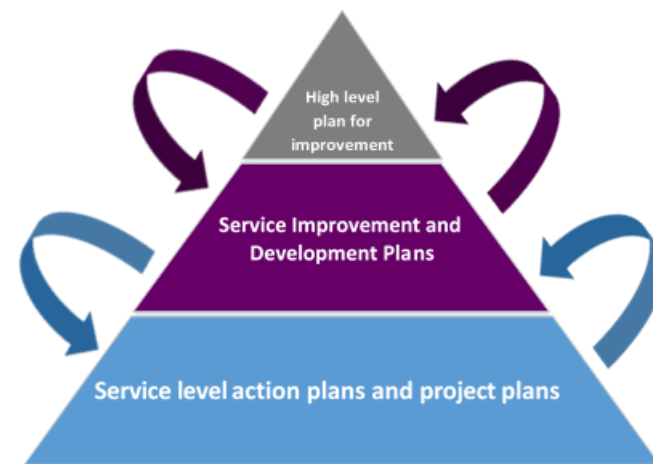 High level
plan for
improvement
Service Improvement and
Development Plans
Service level action plans and project plans